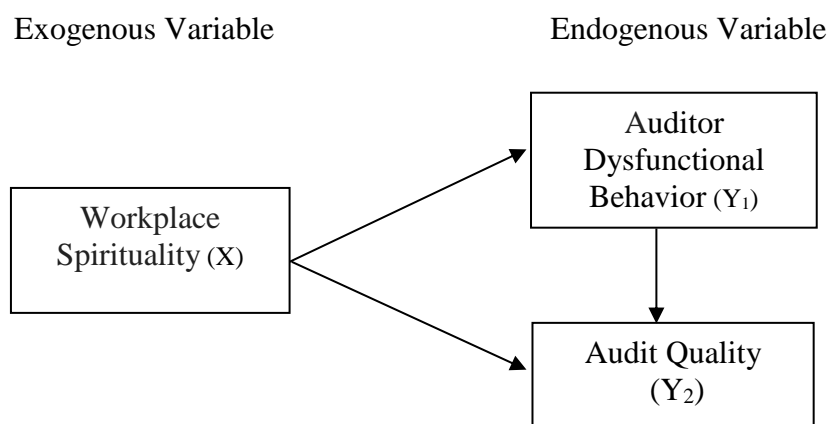 Exogenous Variable
Endogenous Variable
Auditor
Dysfunctional
Behavior (Y₁)
Workplace
Spirituality (X)
Audit Quality
(Y₂)